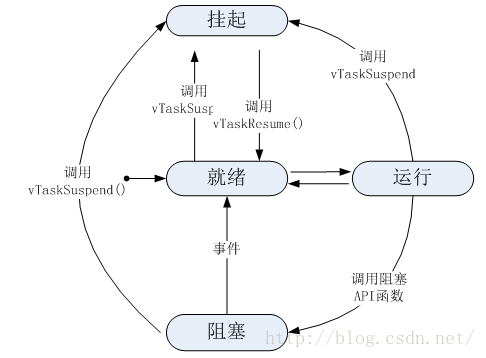 挂起
调用
vTaskSuspend
调用
vTaskSusp
调用
vTaskResume()
调用
vTaskSuspend()
就绪
运行
事件
调用阻塞
API函数
阻塞
http://blog.csdn.net/